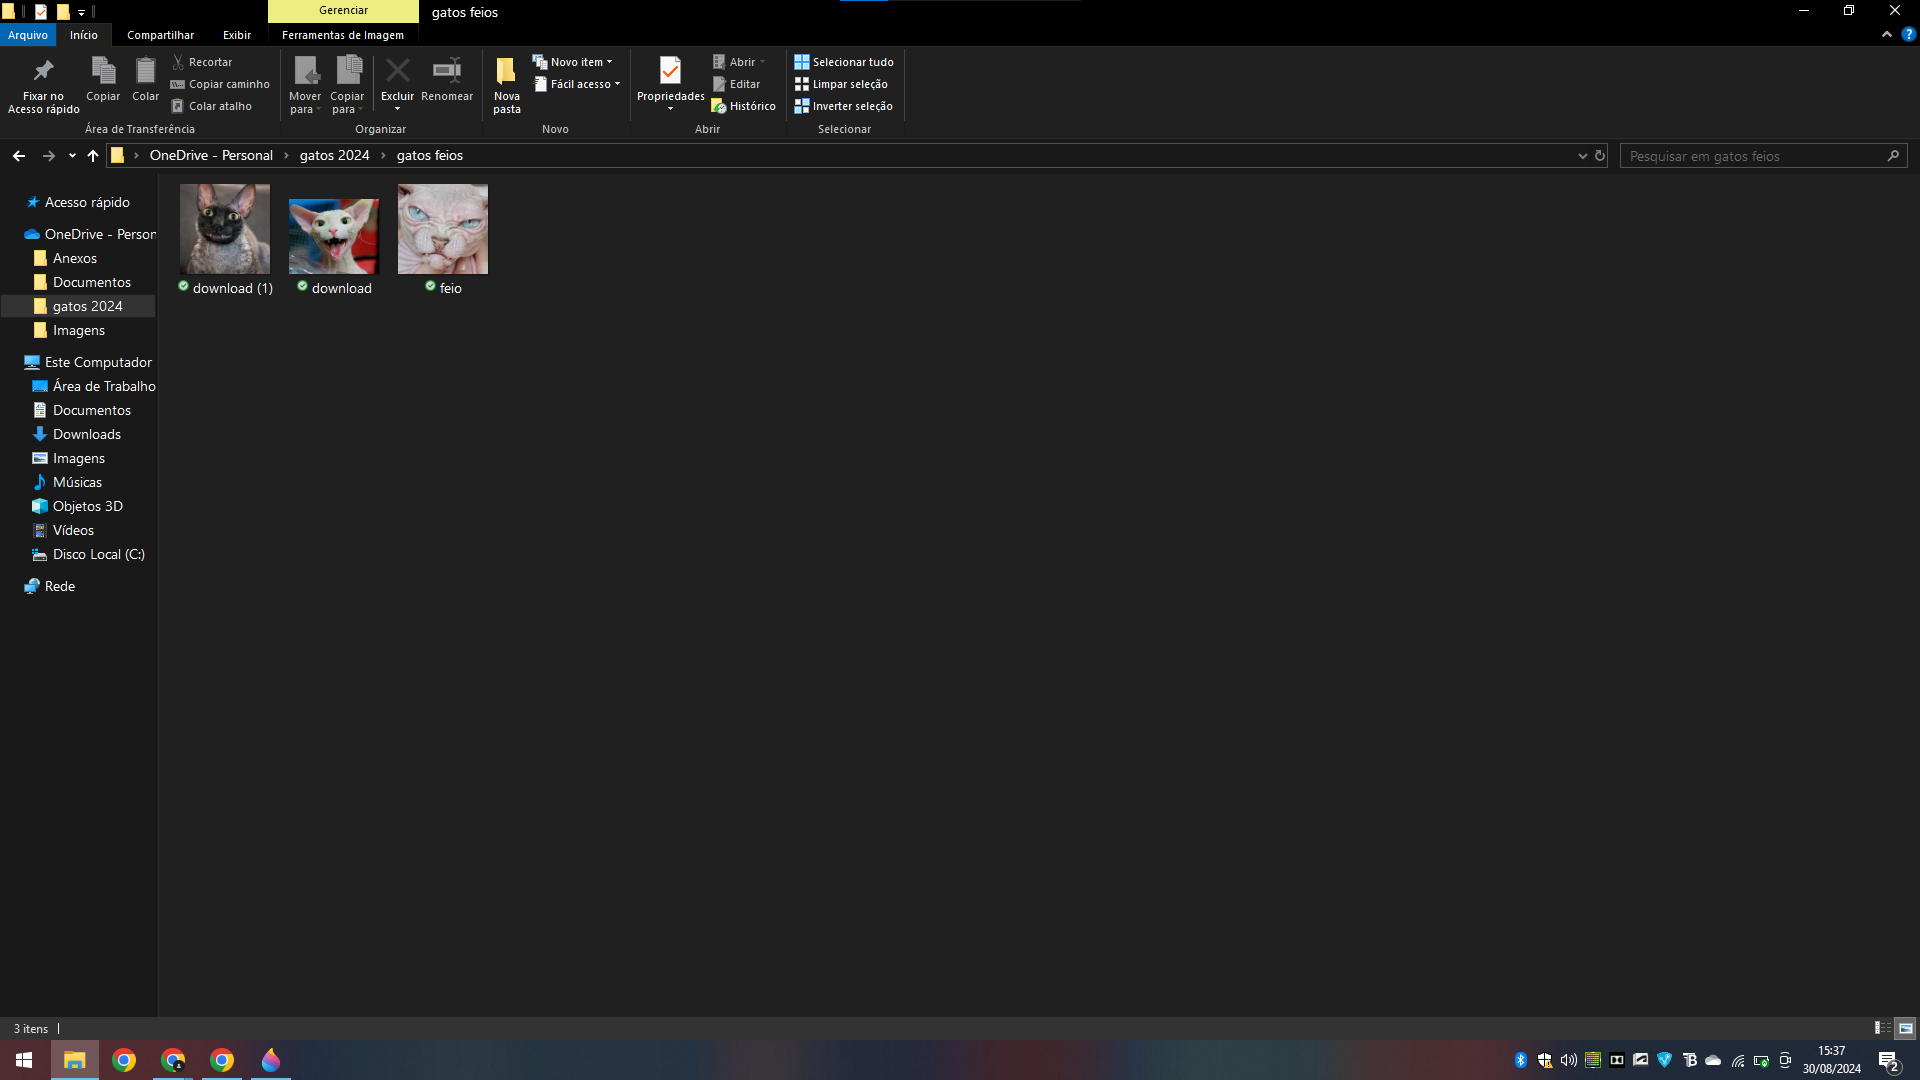 Gerenciar
gatos feios
Arquivo
Início
Compartilhar
Exibir
Ferramentas de Imagem
Fixar no
Acesso rápido
Copiar
Colar
Recortar
Copiar caminho
Colar atalho
Área de Transferência
Mover
para
Copiar
para
Excluir
Renomear
Organizar
Nova
pasta
Novo item
Fácil acesso
Novo
Propriedades
Abrir
Editar
Histórico
Abrir
Selecionar tudo
Limpar seleção
Inverter seleção
Selecionar
OneDrive - Personal
gatos 2024
gatos feios
Pesquisar em gatos feios
Acesso rápido
OneDrive - Person
Anexos
Documentos
gatos 2024
Imagens
Este Computador
Área de Trabalho
Documentos
Downloads
Imagens
Músicas
Objetos 3D
Vídeos
Disco Local (C:)
Rede
download (1)
download
feio
3 itens
15:37
30/08/2024
2